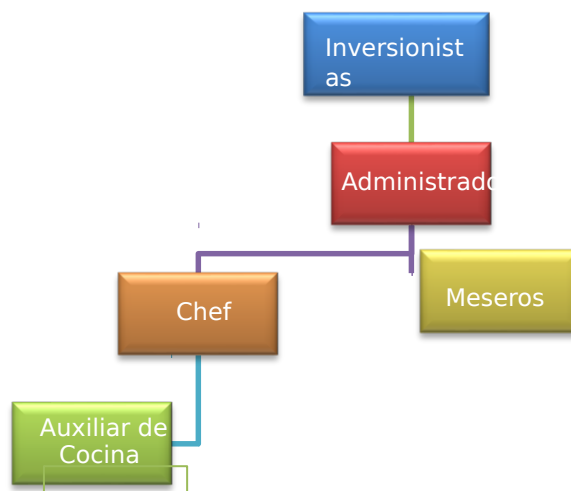 Inversionist
as
Administrado
Chef
Meseros
Auxiliar de
Cocina